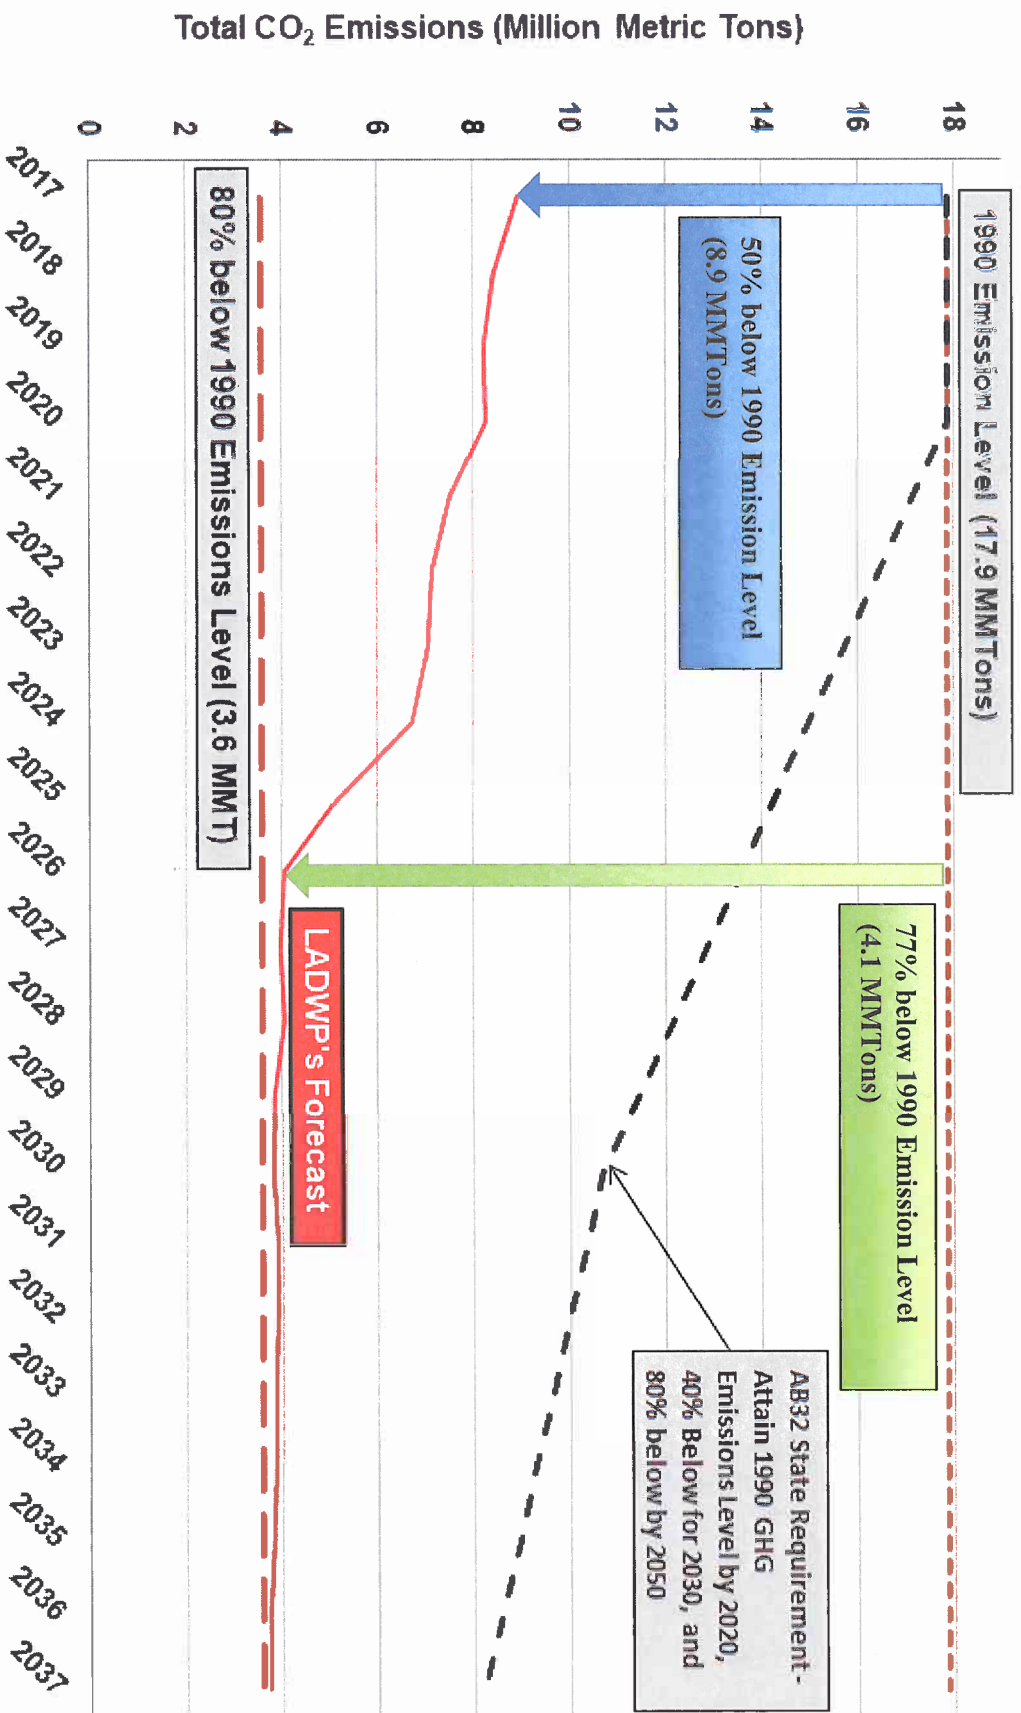 Total CO₂ Emissions (Million Metric Tons)
18
16
14
12
10
8
6
4
2
0
1990 Emission Level (17.9 MMTons)
50% below 1990 Emission Level
(8.9 MMTons)
77% below 1990 Emission Level
(4.1 MMTons)
AB32 State Requirement -
Attain 1990 GHG
Emissions Level by 2020,
40% Below for 2030, and
80% below by 2050
LADWP's Forecast
80% below 1990 Emissions Level (3.6 MMT)
2017
2018
2019
2020
2021
2022
2023
2024
2025
2026
2027
2028
2029
2030
2031
2032
2033
2034
2035
2036
2037